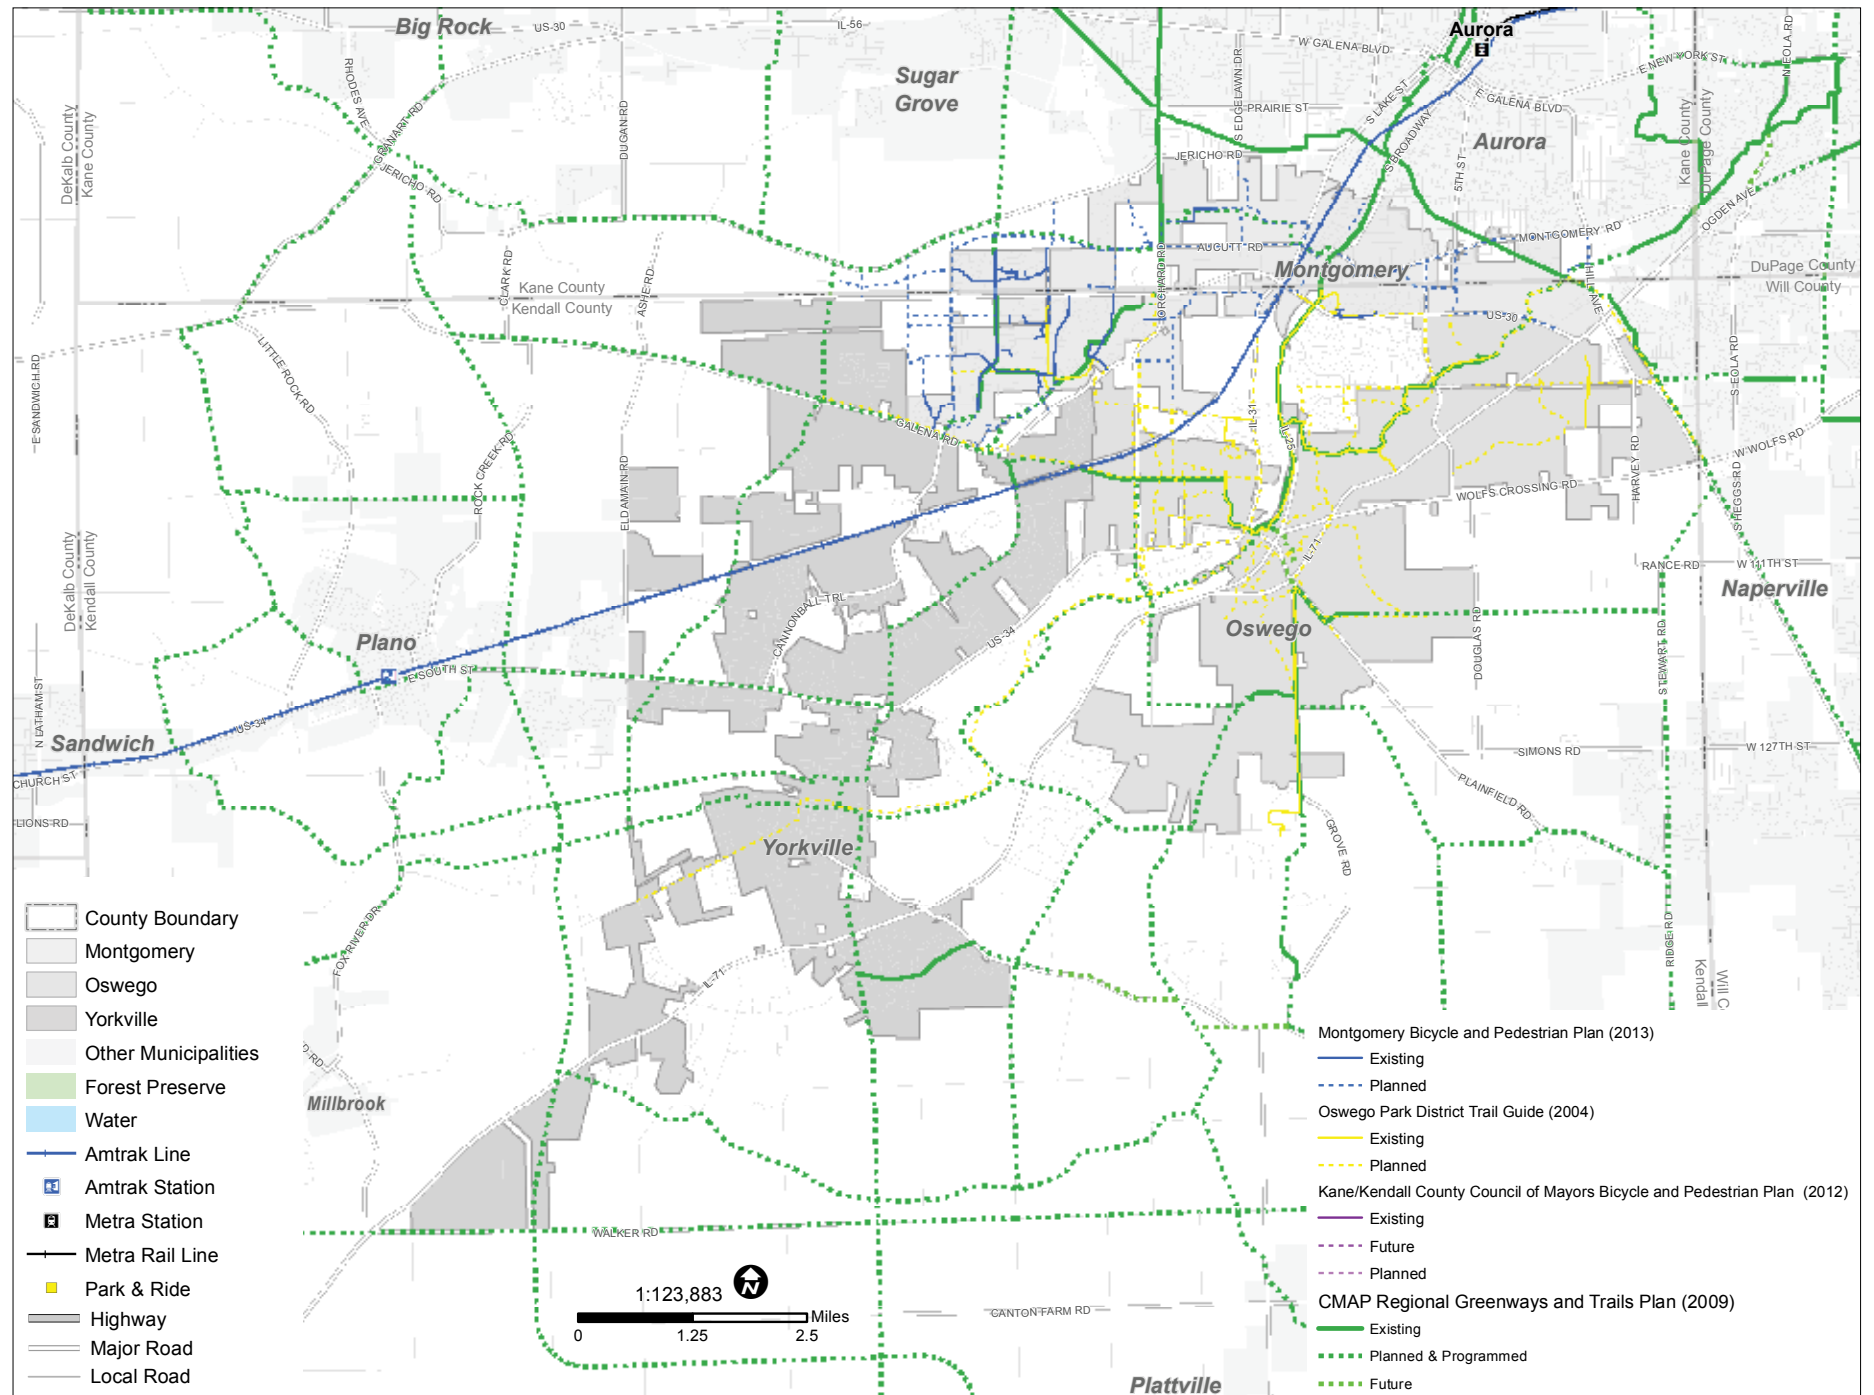 Big Rock
US-30
IL-56
Aurora
W GALENA BLVD
S EDGELAWN DR
N EOLA RD
E NEW YORK ST
Sugar
Grove
RHODES AVE
GRANART RD
DUGAN RD
PRAIRIE ST
S LAKE ST
E GALENA BLVD
S BROADWAY
Aurora
DeKalb County
Kane County
Kane County
DuPage County
JERICHO RD
JERICHO RD
5TH ST
OGDEN AVE
MONTGOMERY RD
AUCUTT RD
ORCHARD RD
Montgomery
HILL AVE
DuPage County
Will County
CLARK RD
ASHE RD
Kane County
Kendall County
US-30
LITTLE ROCK RD
E SANDWICH RD
S EOLA RD
IL-31
IL-25
GALENA RD
ROCK CREEK RD
ELDAMAIN RD
HARVEY RD
W WOLFS RD
WOLFS CROSSING RD
S HEGGS RD
IL-71
DeKalb County
Kendall County
RANCE RD
W 111TH ST
Naperville
CANNONBALL TRL
US-34
Oswego
DOUGLAS RD
STEWART RD
Plano
E SOUTH ST
N LATHAM ST
US-34
Sandwich
CHURCH ST
SIMONS RD
W 127TH ST
PLAINFIELD RD
LIONS RD
GROVE RD
Yorkville
FOX RIVER DR
IL-71
RIDGE RD
Kendall
Will C
Millbrook
WALKER RD
CANTON FARM RD
Plattville
County Boundary
Montgomery
Oswego
Yorkville
Other Municipalities
Forest Preserve
Water
Amtrak Line
Amtrak Station
Metra Station
Metra Rail Line
Park & Ride
Highway
Major Road
Local Road
1:123,883
N
Miles
0 1.25 2.5
Montgomery Bicycle and Pedestrian Plan (2013)
Existing
Planned
Oswego Park District Trail Guide (2004)
Existing
Planned
Kane/Kendall County Council of Mayors Bicycle and Pedestrian Plan (2012)
Existing
Future
Planned
CMAP Regional Greenways and Trails Plan (2009)
Existing
Planned & Programmed
Future